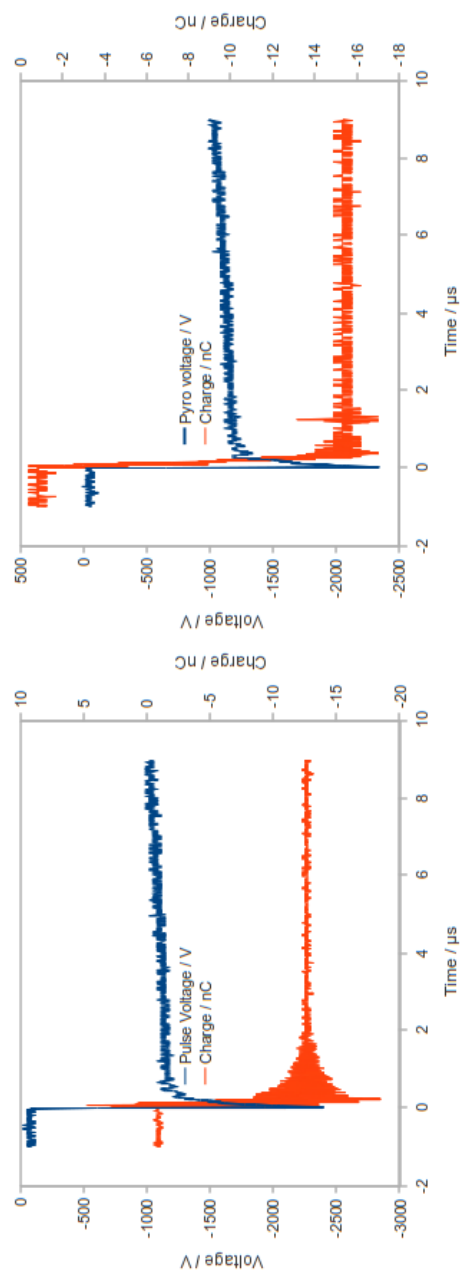 Voltage / V
0
-500
-1000
-1500
-2000
-2500
-3000
Pulse Voltage / V
Charge / nC
10
5
0
-5
-10
-15
-20
Charge / nC
-2 0 2 4 6 8 10
Time / µs
Voltage / V
500
0
-500
-1000
-1500
-2000
-2500
Pyro voltage / V
Charge / nC
0
-2
-4
-6
-8
-10
-12
-14
-16
-18
Charge / nC
-2 0 2 4 6 8 10
Time / µs